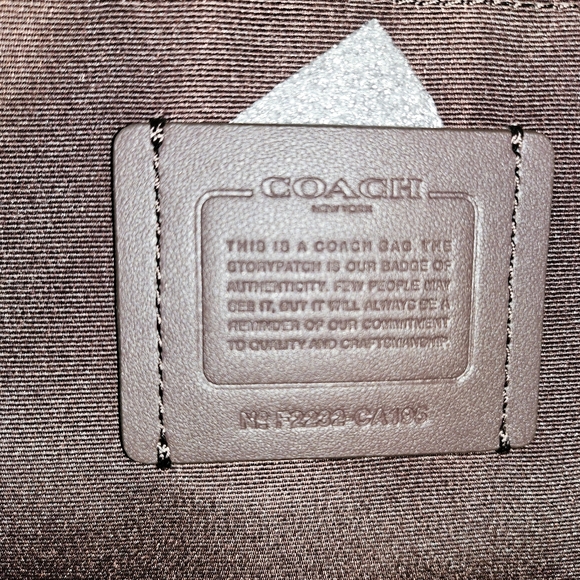 COACH
NEW YORK
THIS IS A COACH BAG. THE
STORYPATCH IS OUR BADGE OF
AUTHENTICITY. FEW PEOPLE MAY
SEE IT, BUT IT WILL ALWAYS BE A
REMINDER OF OUR COMMITMENT
TO QUALITY AND CRAFTSMANSHIP.
Nº F2232-CA195